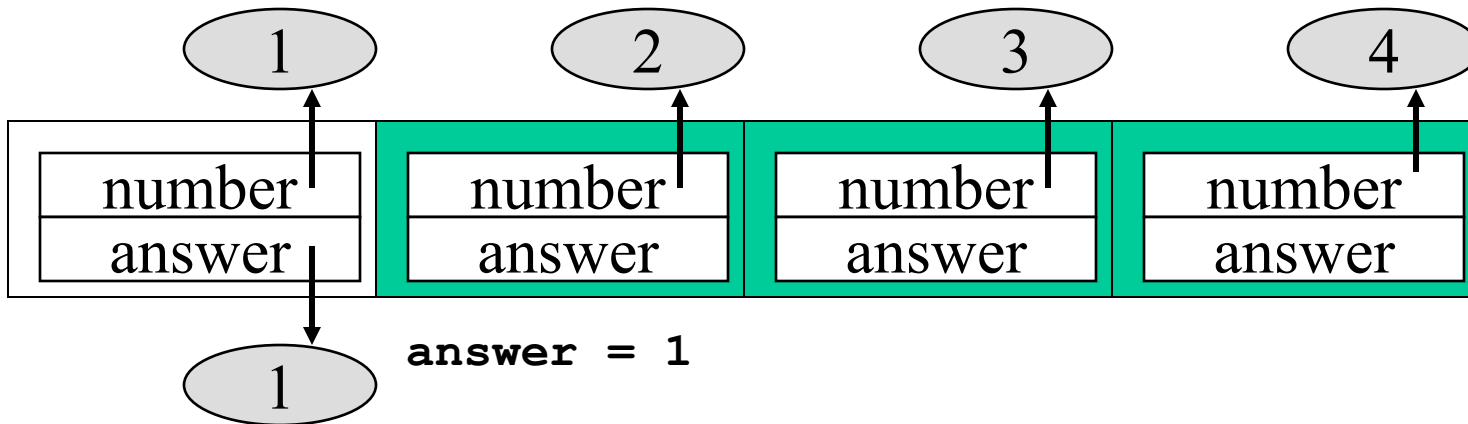 1 2 3 4
number number number number
answer answer answer answer
answer = 1
1